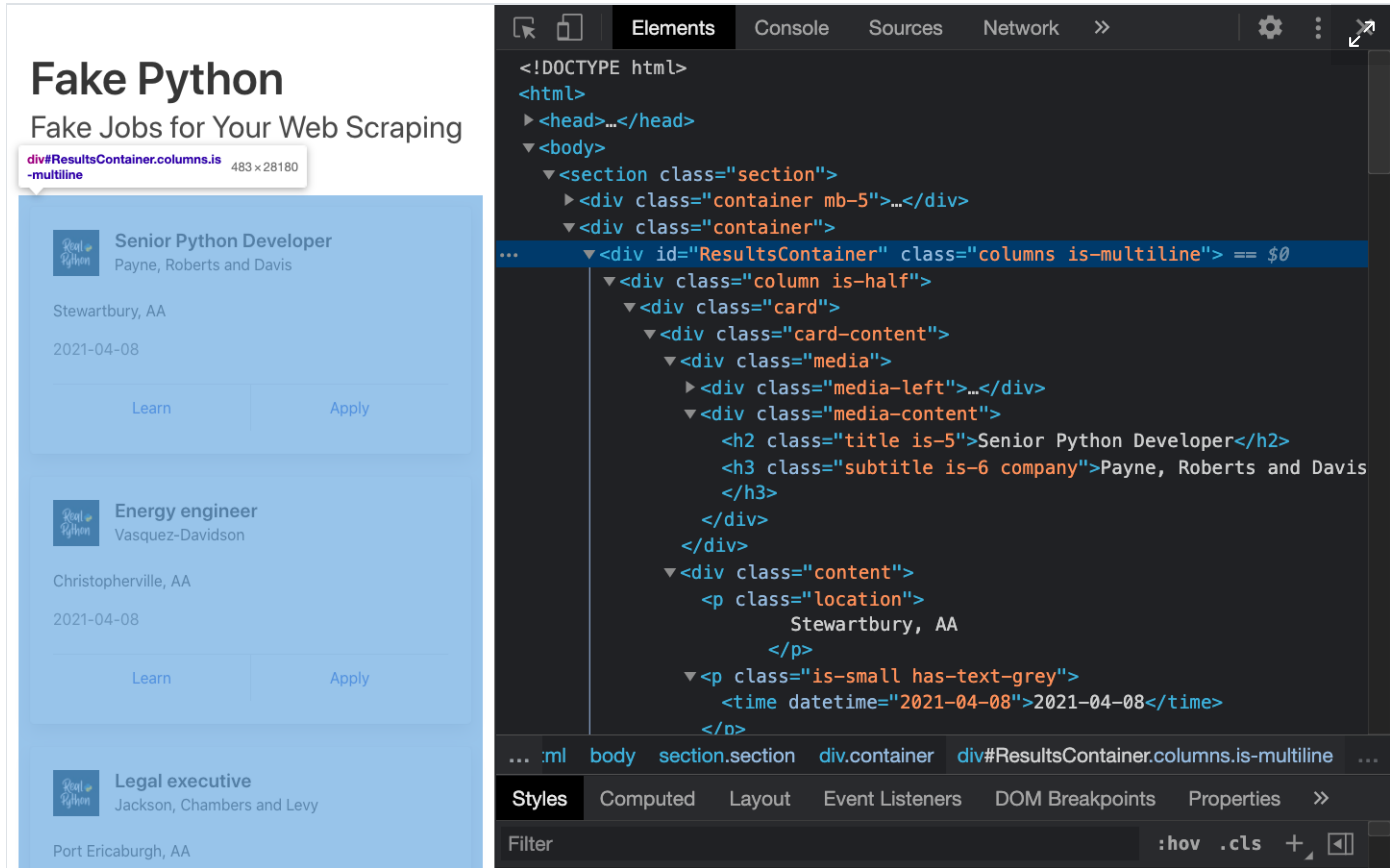 Fake Python
Fake Jobs for Your Web Scraping
div#ResultsContainer.columns.is
-multiline
483 × 28180
Real
Python
Senior Python Developer
Payne, Roberts and Davis
Stewartbury, AA
2021-04-08
Learn Apply
Real
Python
Energy engineer
Vasquez-Davidson
Christopherville, AA
2021-04-08
Learn Apply
Real
Python
Legal executive
Jackson, Chambers and Levy
Port Ericaburgh, AA
Elements Console Sources Network »
<!DOCTYPE html>
<html>
▶<head>…</head>
▼<body>
▼<section class="section">
▶<div class="container mb-5">…</div>
▼<div class="container">
… ▼<div id="ResultsContainer" class="columns is-multiline"> == $0
▼<div class="column is-half">
▼<div class="card">
▼<div class="card-content">
▼<div class="media">
▶<div class="media-left">…</div>
▼<div class="media-content">
<h2 class="title is-5">Senior Python Developer</h2>
<h3 class="subtitle is-6 company">Payne, Roberts and Davis
</h3>
</div>
</div>
▼<div class="content">
<p class="location">
Stewartbury, AA
</p>
▼<p class="is-small has-text-grey">
<time datetime="2021-04-08">2021-04-08</time>
</p>
… tml body section.section div.container div#ResultsContainer.columns.is-multiline …
Styles Computed Layout Event Listeners DOM Breakpoints Properties »
Filter :hov .cls +